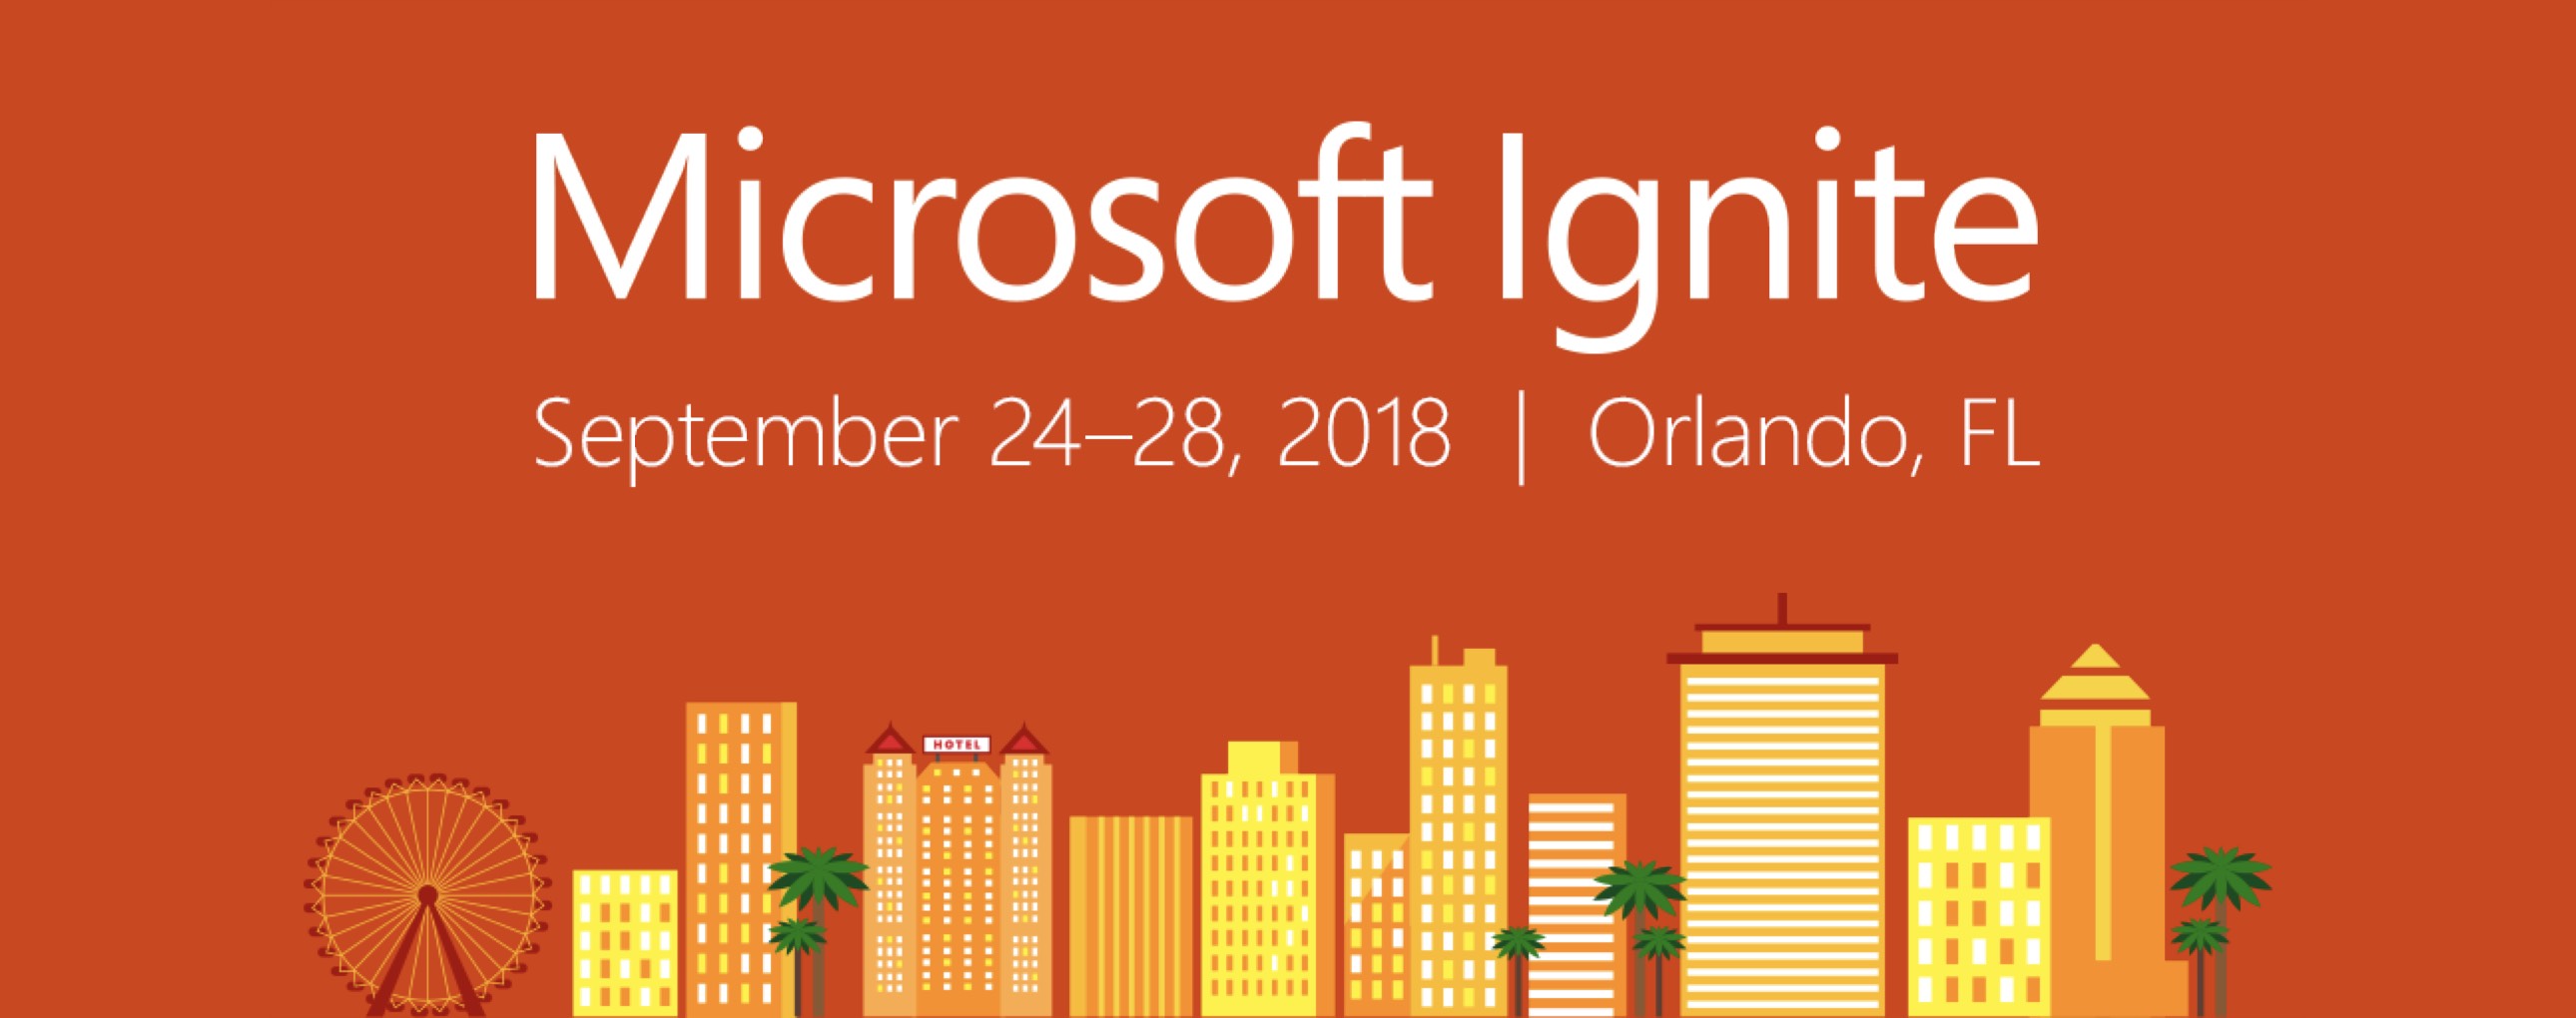 Microsoft Ignite
September 24–28, 2018 | Orlando, FL
HOTEL